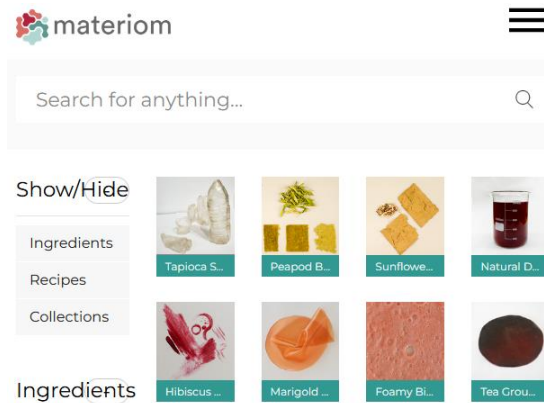 materiom
Search for anything...
Show/Hide
Ingredients
Recipes
Collections
Tapioca S...
Peapod B...
Sunflowe...
Natural D...
Hibiscus ...
Marigold ...
Foamy Bi...
Tea Grou...
Ingredients